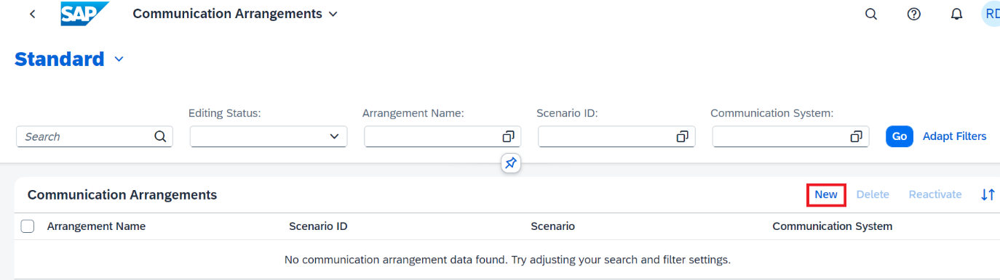 SAP Communication Arrangements RD
Standard
Editing Status: Arrangement Name: Scenario ID: Communication System:
Search Go Adapt Filters
Communication Arrangements New Delete Reactivate
Arrangement Name Scenario ID Scenario Communication System
No communication arrangement data found. Try adjusting your search and filter settings.